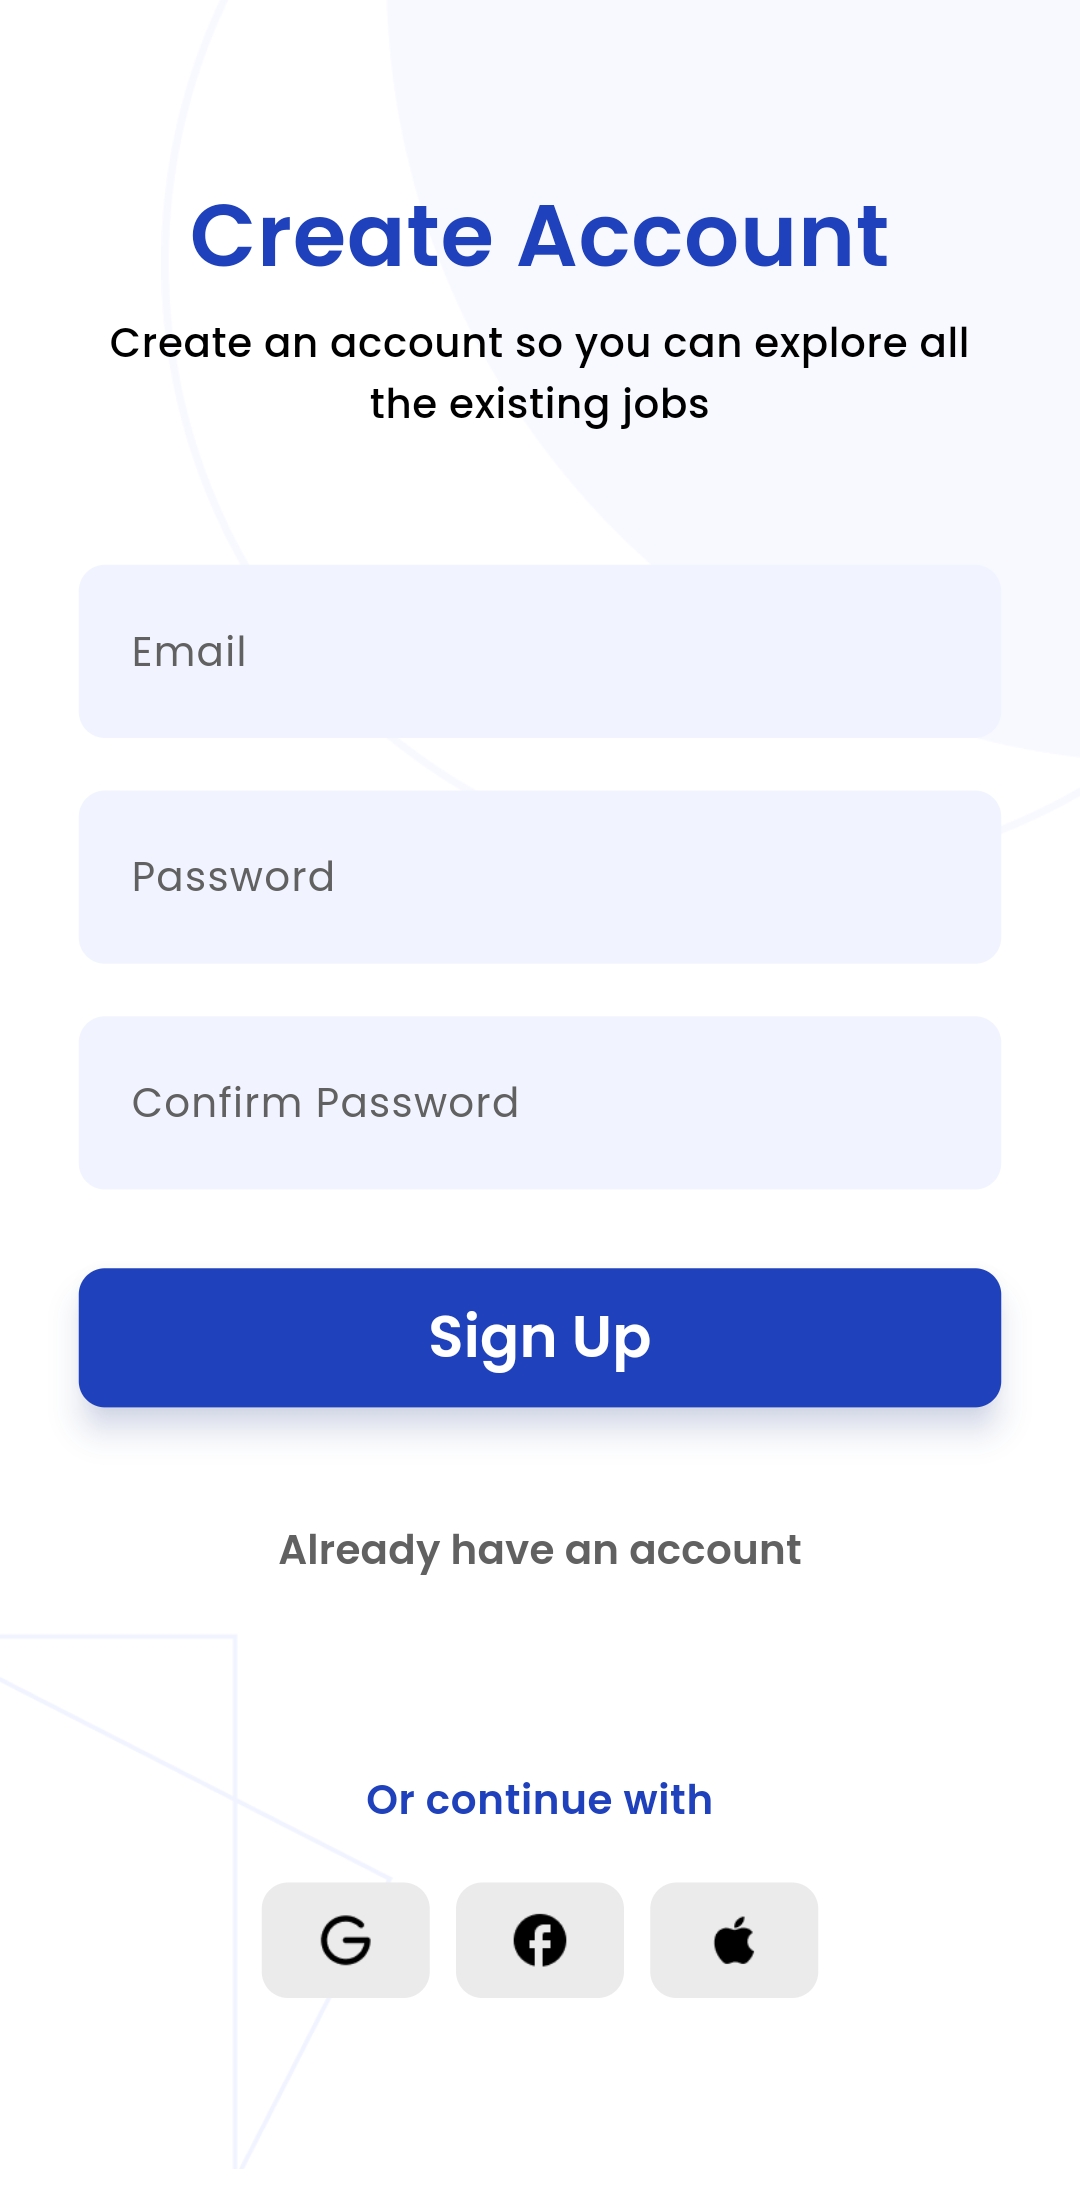 Create Account
Create an account so you can explore all
the existing jobs
Email
Password
Confirm Password
Sign Up
Already have an account
Or continue with